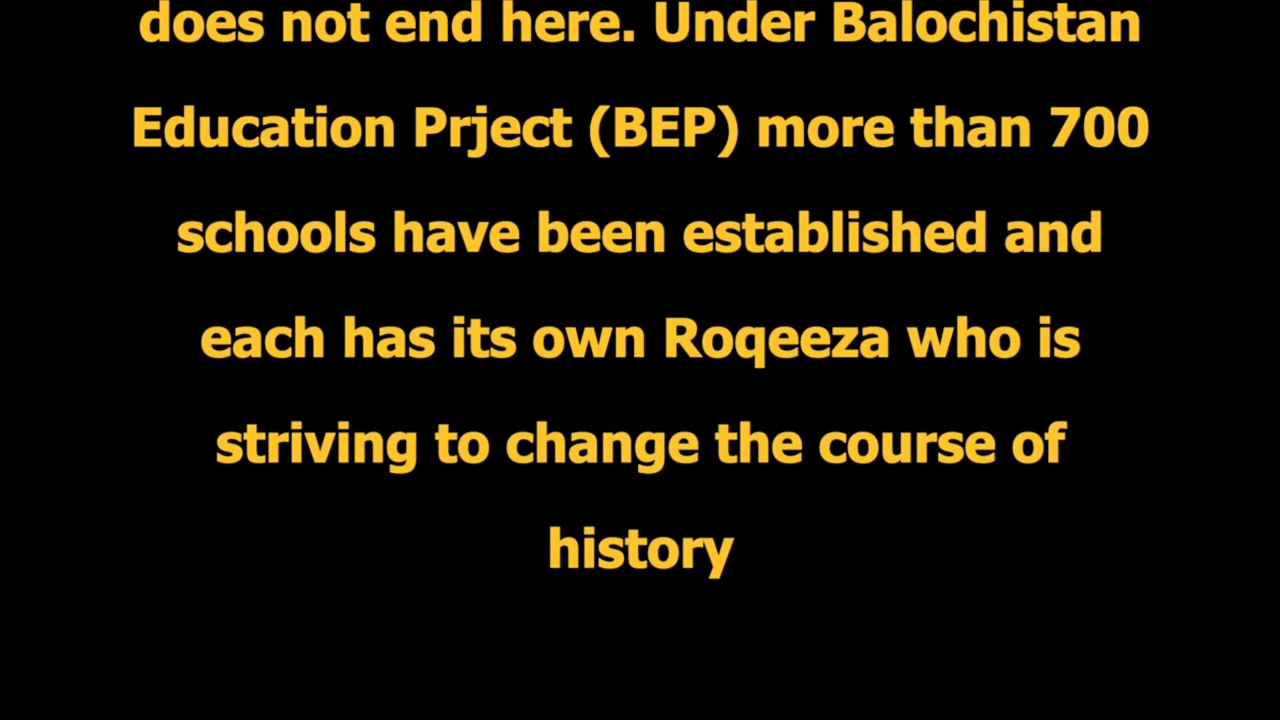 does not end here. Under Balochistan
Education Prject (BEP) more than 700
schools have been established and
each has its own Roqeeza who is
striving to change the course of
history